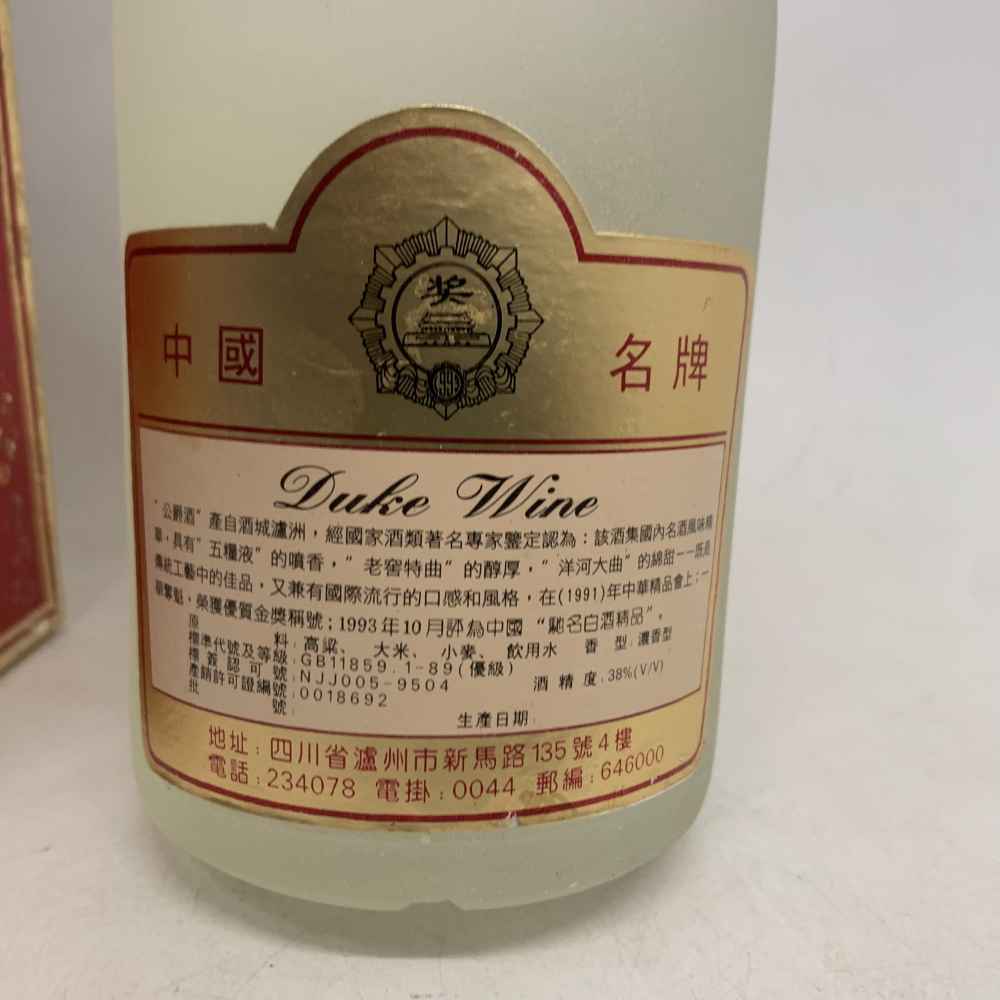 奖
1991
中國 名牌
Duke Wine
"公爵酒"產自酒城瀘洲，經國家酒類著名專家鑒定認為：該酒集國內名酒風味精
華，具有"五糧液"的噴香，"老窖特曲"的醇厚，"洋河大曲"的綿甜——既是
傳統工藝中的佳品，又兼有國際流行的口感和風格，在(1991)年中華精品會上：一
舉奪魁，榮獲優質金獎稱號；1993年10月評為中國"馳名白酒精品"。
原料：高粱、大米、小麥、飲用水 香型：濃香型
標準代號及等級：GB11859.1-89(優級)
標簽認可號：NJJ005-9504 酒精度：38%(V/V)
產銷許可證編號：0018692
批號： 生產日期：
地址：四川省瀘州市新馬路135號4樓
電話：234078 電掛：0044 郵編：646000